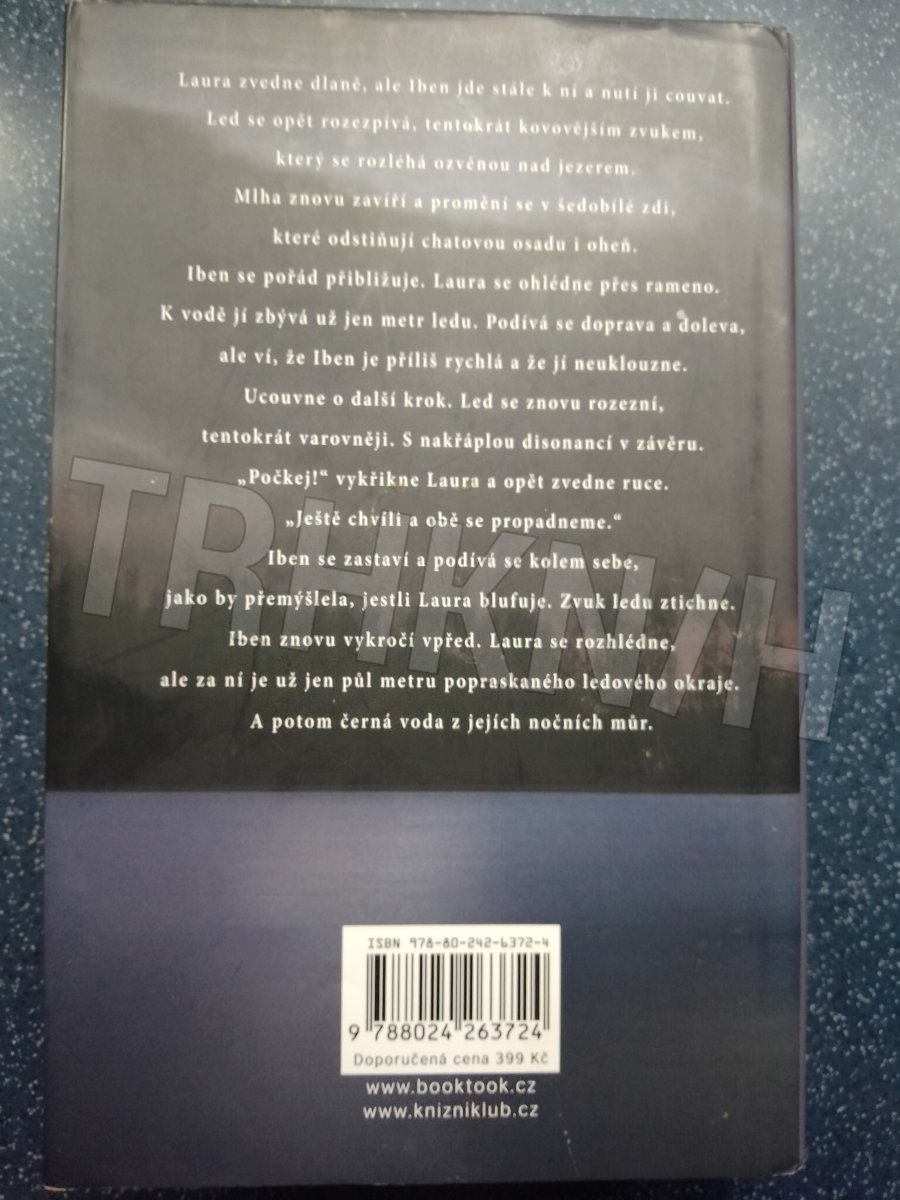 Laura zvedne dlaně, ale Iben jde stále k ní a nutí ji couvat.
Led se opět rozezpívá, tentokrát kovovějším zvukem,
který se rozléhá ozvěnou nad jezerem.
Mlha znovu zavíří a promění se v šedobílé zdi,
které odstiňují chatovou osadu i oheň.
Iben se pořád přibližuje. Laura se ohlédne přes rameno.
K vodě jí zbývá už jen metr ledu. Podívá se doprava a doleva,
ale ví, že Iben je příliš rychlá a že jí neuklouzne.
Ucouvne o další krok. Led se znovu rozezní,
tentokrát varovněji. S nakřáplou disonancí v závěru.
„Počkej!“ vykřikne Laura a opět zvedne ruce.
„Ještě chvíli a obě se propadneme.“
Iben se zastaví a podívá se kolem sebe,
jako by přemýšlela, jestli Laura blufuje. Zvuk ledu ztichne.
Iben znovu vykročí vpřed. Laura se rozhlédne,
ale za ní je už jen půl metru popraskaného ledového okraje.
A potom černá voda z jejích nočních můr.
TRHKNIH
ISBN 978-80-242-6372-4
9 788024 263724
Doporučená cena 399 Kč
www.booktook.cz
www.knizniklub.cz